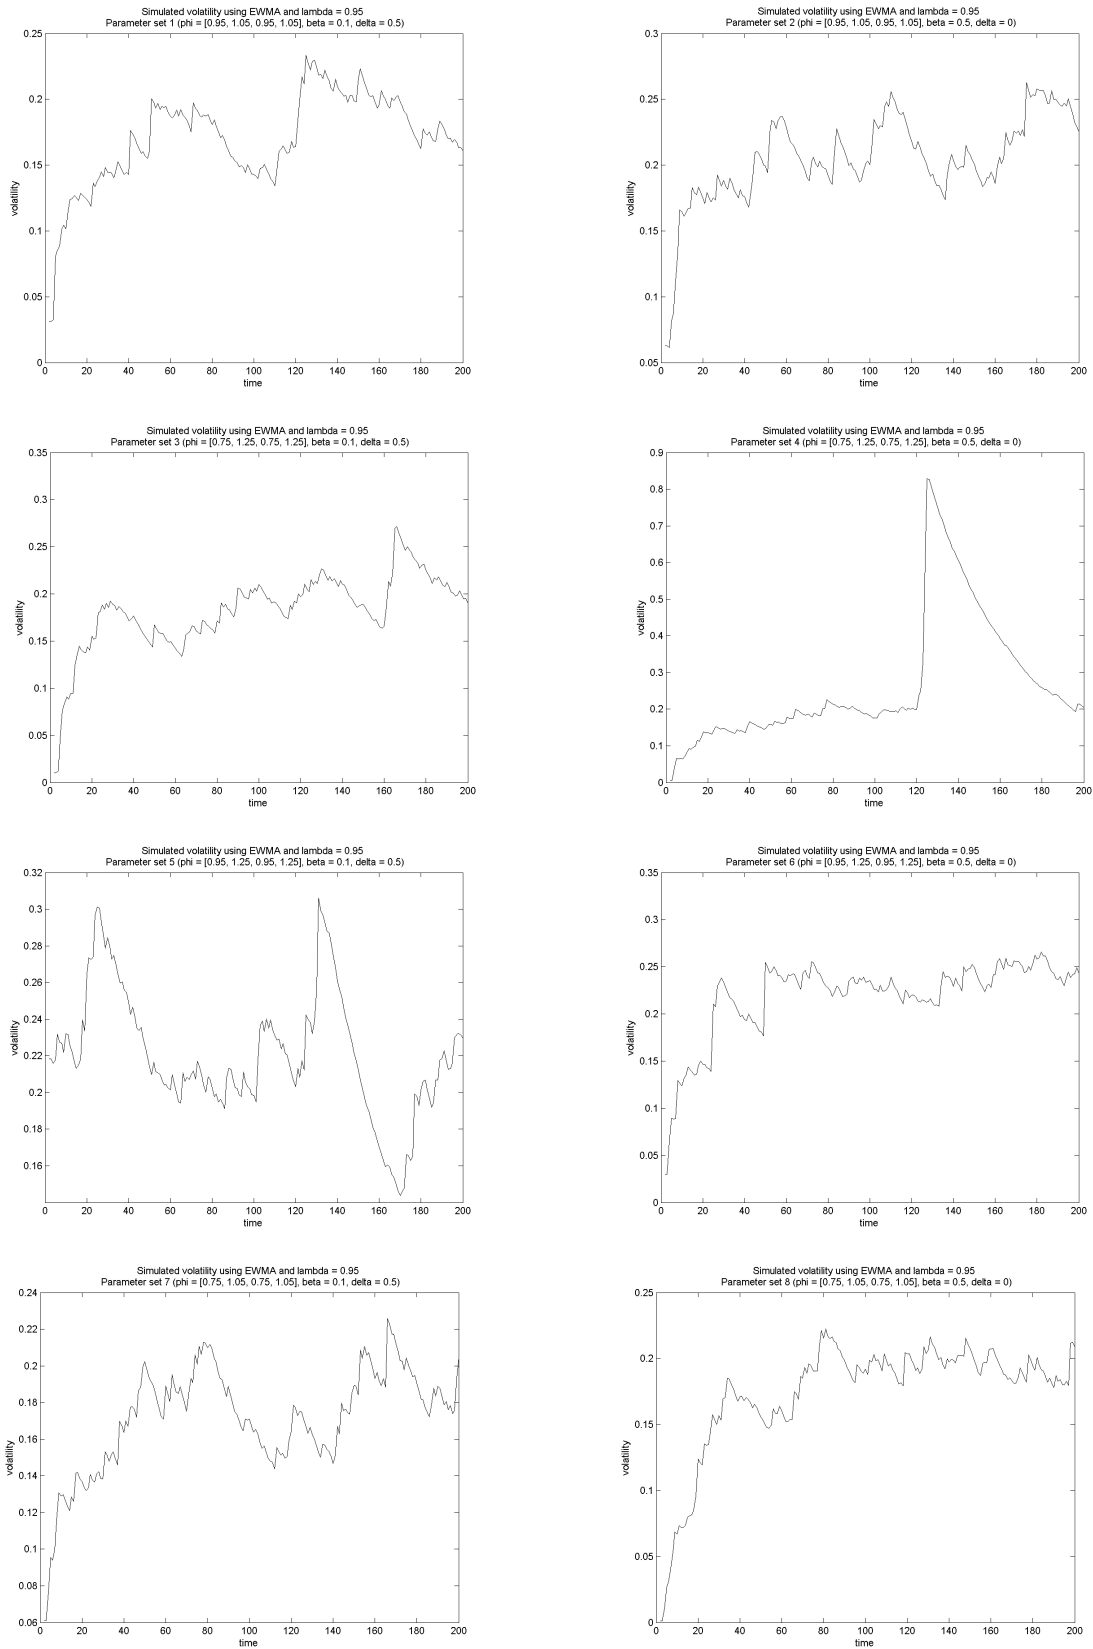 Simulated volatility using EWMA and lambda = 0.95
Parameter set 1 (phi = [0.95, 1.05, 0.95, 1.05], beta = 0.1, delta = 0.5)
0.25
0.2
0.15
0.1
0.05
0
volatility
0 20 40 60 80 100 120 140 160 180 200
time
Simulated volatility using EWMA and lambda = 0.95
Parameter set 2 (phi = [0.95, 1.05, 0.95, 1.05], beta = 0.5, delta = 0)
0.3
0.25
0.2
0.15
0.1
0.05
volatility
0 20 40 60 80 100 120 140 160 180 200
time
Simulated volatility using EWMA and lambda = 0.95
Parameter set 3 (phi = [0.75, 1.25, 0.75, 1.25], beta = 0.1, delta = 0.5)
0.35
0.3
0.25
0.2
0.15
0.1
0.05
0
volatility
0 20 40 60 80 100 120 140 160 180 200
time
Simulated volatility using EWMA and lambda = 0.95
Parameter set 4 (phi = [0.75, 1.25, 0.75, 1.25], beta = 0.5, delta = 0)
0.9
0.8
0.7
0.6
0.5
0.4
0.3
0.2
0.1
0
volatility
0 20 40 60 80 100 120 140 160 180 200
time
Simulated volatility using EWMA and lambda = 0.95
Parameter set 5 (phi = [0.95, 1.25, 0.95, 1.25], beta = 0.1, delta = 0.5)
0.32
0.3
0.28
0.26
0.24
0.22
0.2
0.18
0.16
volatility
0 20 40 60 80 100 120 140 160 180 200
time
Simulated volatility using EWMA and lambda = 0.95
Parameter set 6 (phi = [0.95, 1.25, 0.95, 1.25], beta = 0.5, delta = 0)
0.35
0.3
0.25
0.2
0.15
0.1
0.05
0
volatility
0 20 40 60 80 100 120 140 160 180 200
time
Simulated volatility using EWMA and lambda = 0.95
Parameter set 7 (phi = [0.75, 1.05, 0.75, 1.05], beta = 0.1, delta = 0.5)
0.24
0.22
0.2
0.18
0.16
0.14
0.12
0.1
0.08
0.06
volatility
0 20 40 60 80 100 120 140 160 180 200
time
Simulated volatility using EWMA and lambda = 0.95
Parameter set 8 (phi = [0.75, 1.05, 0.75, 1.05], beta = 0.5, delta = 0)
0.25
0.2
0.15
0.1
0.05
0
volatility
0 20 40 60 80 100 120 140 160 180 200
time